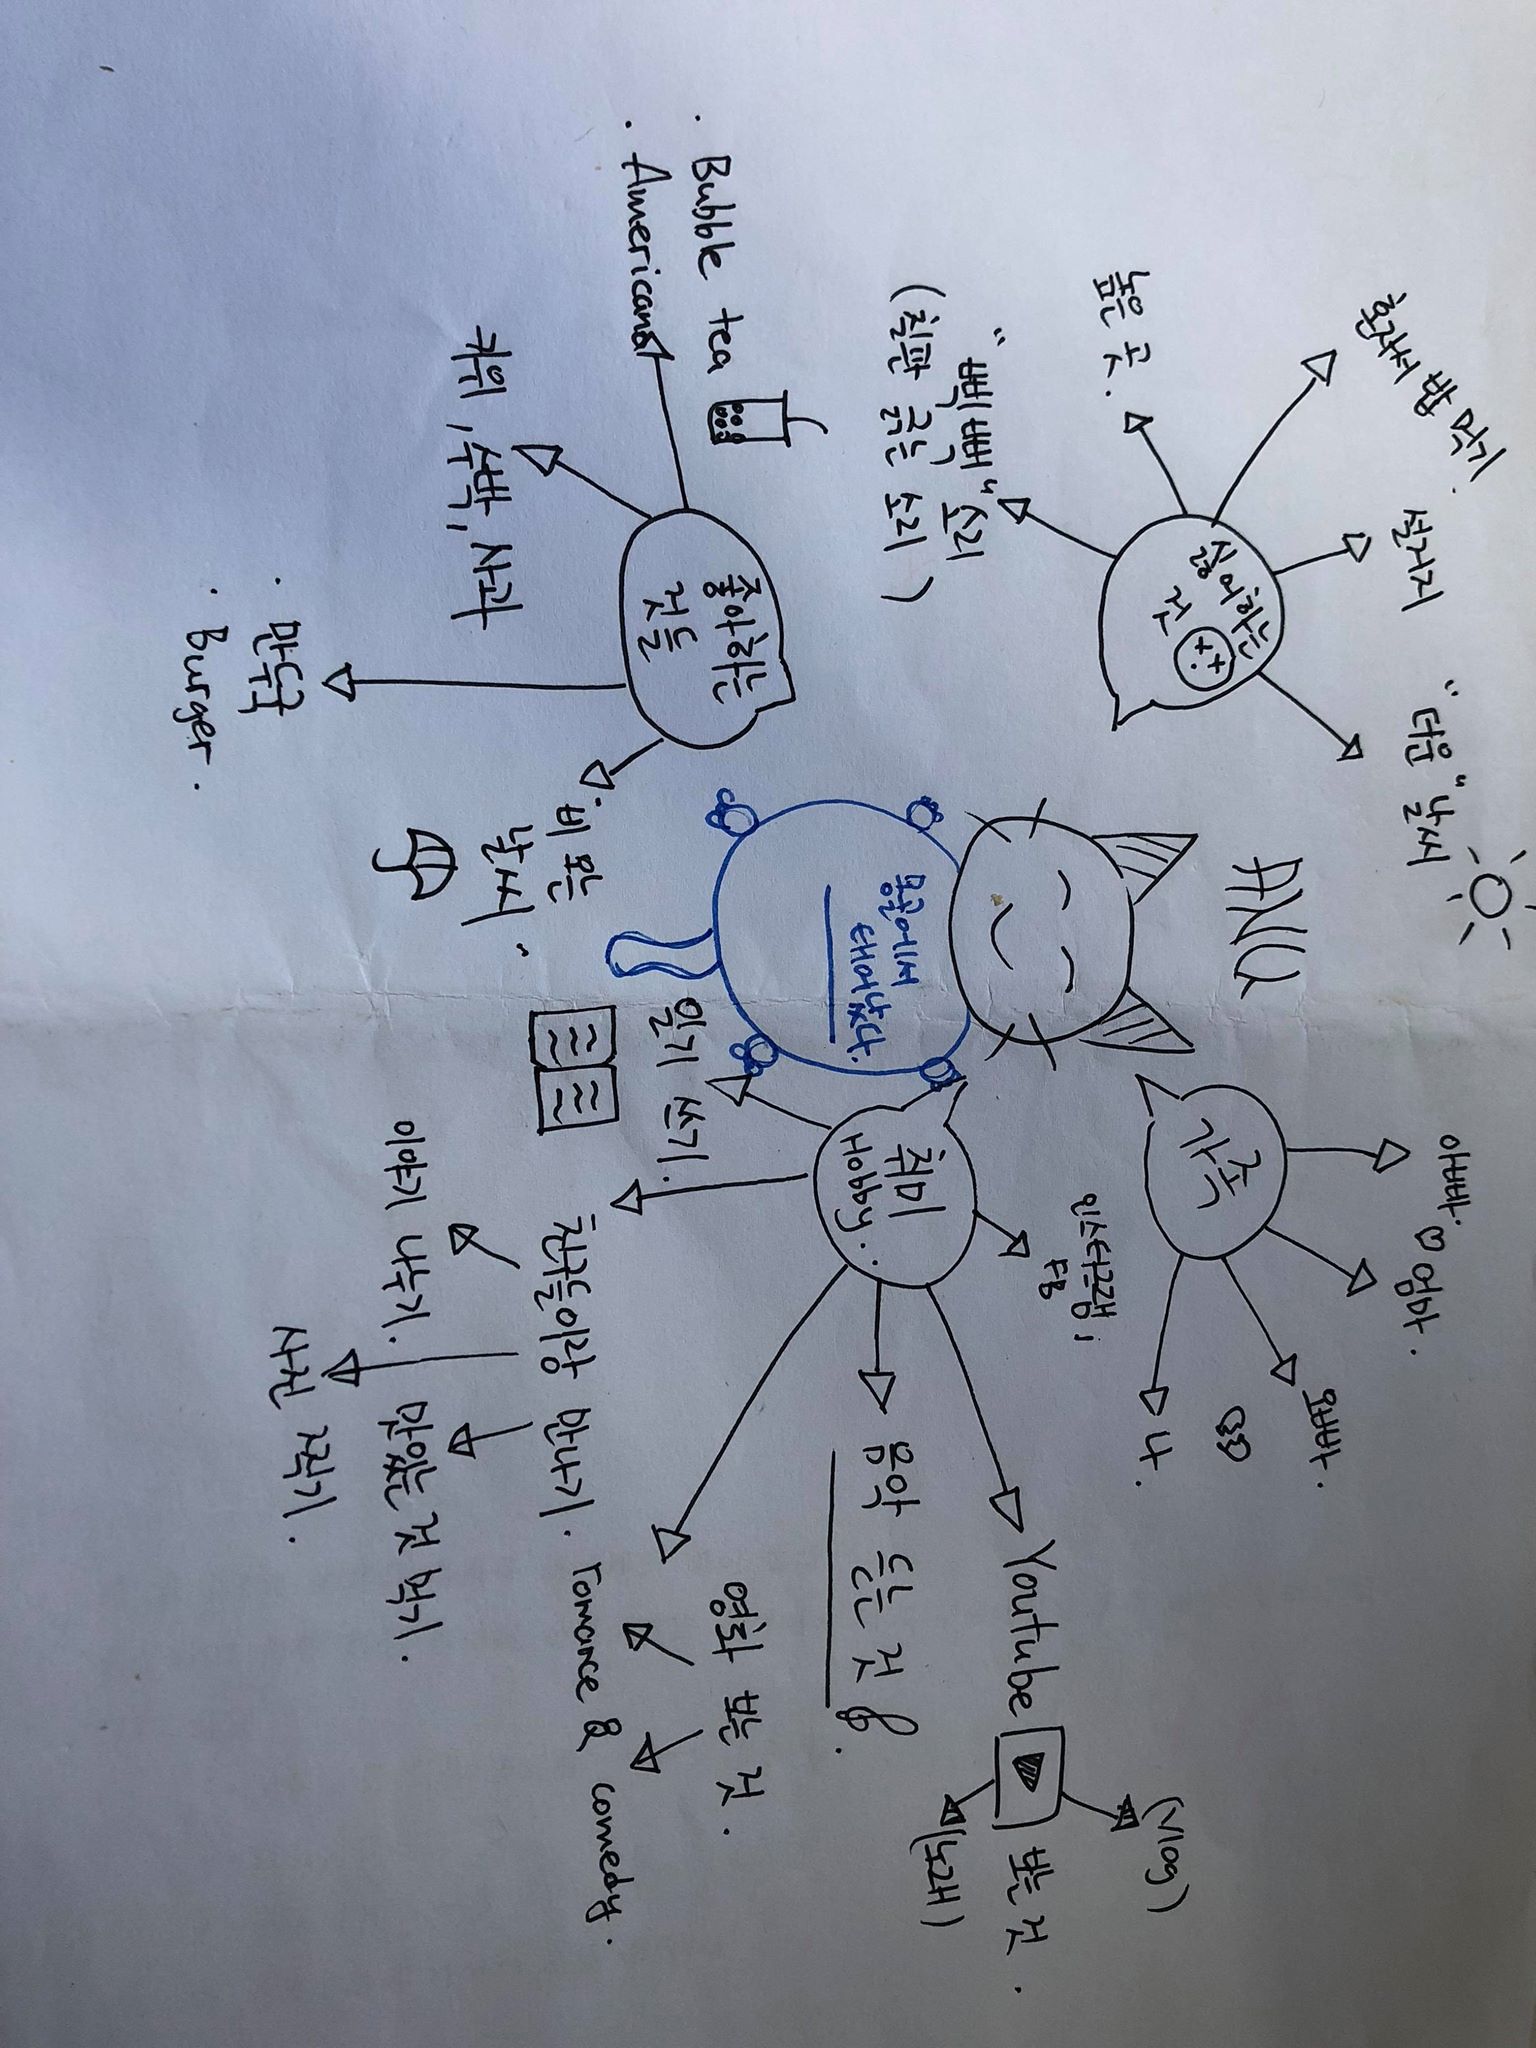 혼자서 밥 먹기.
설거지
"더운" 날씨
싫어하는
것
높은 곳.
"삑삑" 소리
(칠판 긁는 소리)
ANU
몽골에서
태어났다.
아빠.
엄마.
오빠.
나.
가족
인스타그램,
FB
취미
Hobby..
Youtube 보는 것.
(Vlog)
(노래)
음악 듣는 것.
영화 보는 것.
romance & comedy.
일기 쓰기.
친구들이랑 만나기.
이야기 나누기.
맛있는 것 먹기.
사진 찍기.
좋아하는
것들
. Bubble tea
. Americano
키위, 수박, 사과
비 오는
날씨
· 만두국
· Burger.